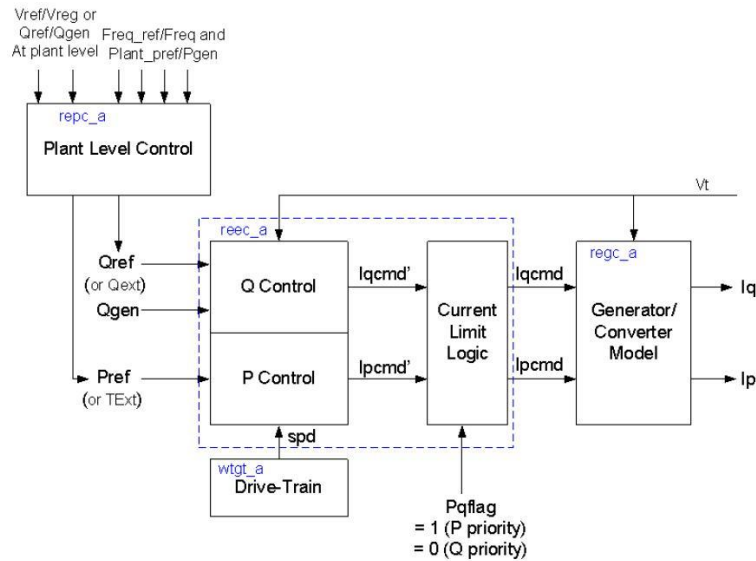 Vref/Vreg or
Qref/Qgen
At plant level
Freq_ref/Freq and
Plant_pref/Pgen
repc_a
Plant Level Control
Vt
reec_a
regc_a
Qref
(or Qext)
Qgen
Pref
(or TExt)
Q Control
P Control
Iqcmd'
Ipcmd'
Current
Limit
Logic
Iqcmd
Ipcmd
Generator/
Converter
Model
Iq
Ip
spd
wtgt_a
Drive-Train
Pqflag
= 1 (P priority)
= 0 (Q priority)